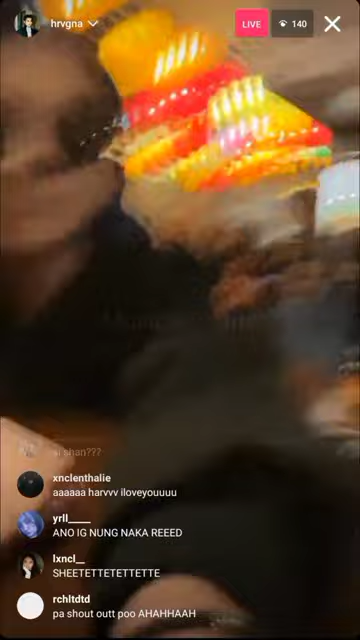 hrvgna
LIVE
140
si shan???
xnclenthalie
aaaaaa harvvv iloveyouuuu
yrll_____
ANO IG NUNG NAKA REEED
lxncl__
SHEETETTETETTETTE
rchltdtd
pa shout outt poo AHAHHAAH